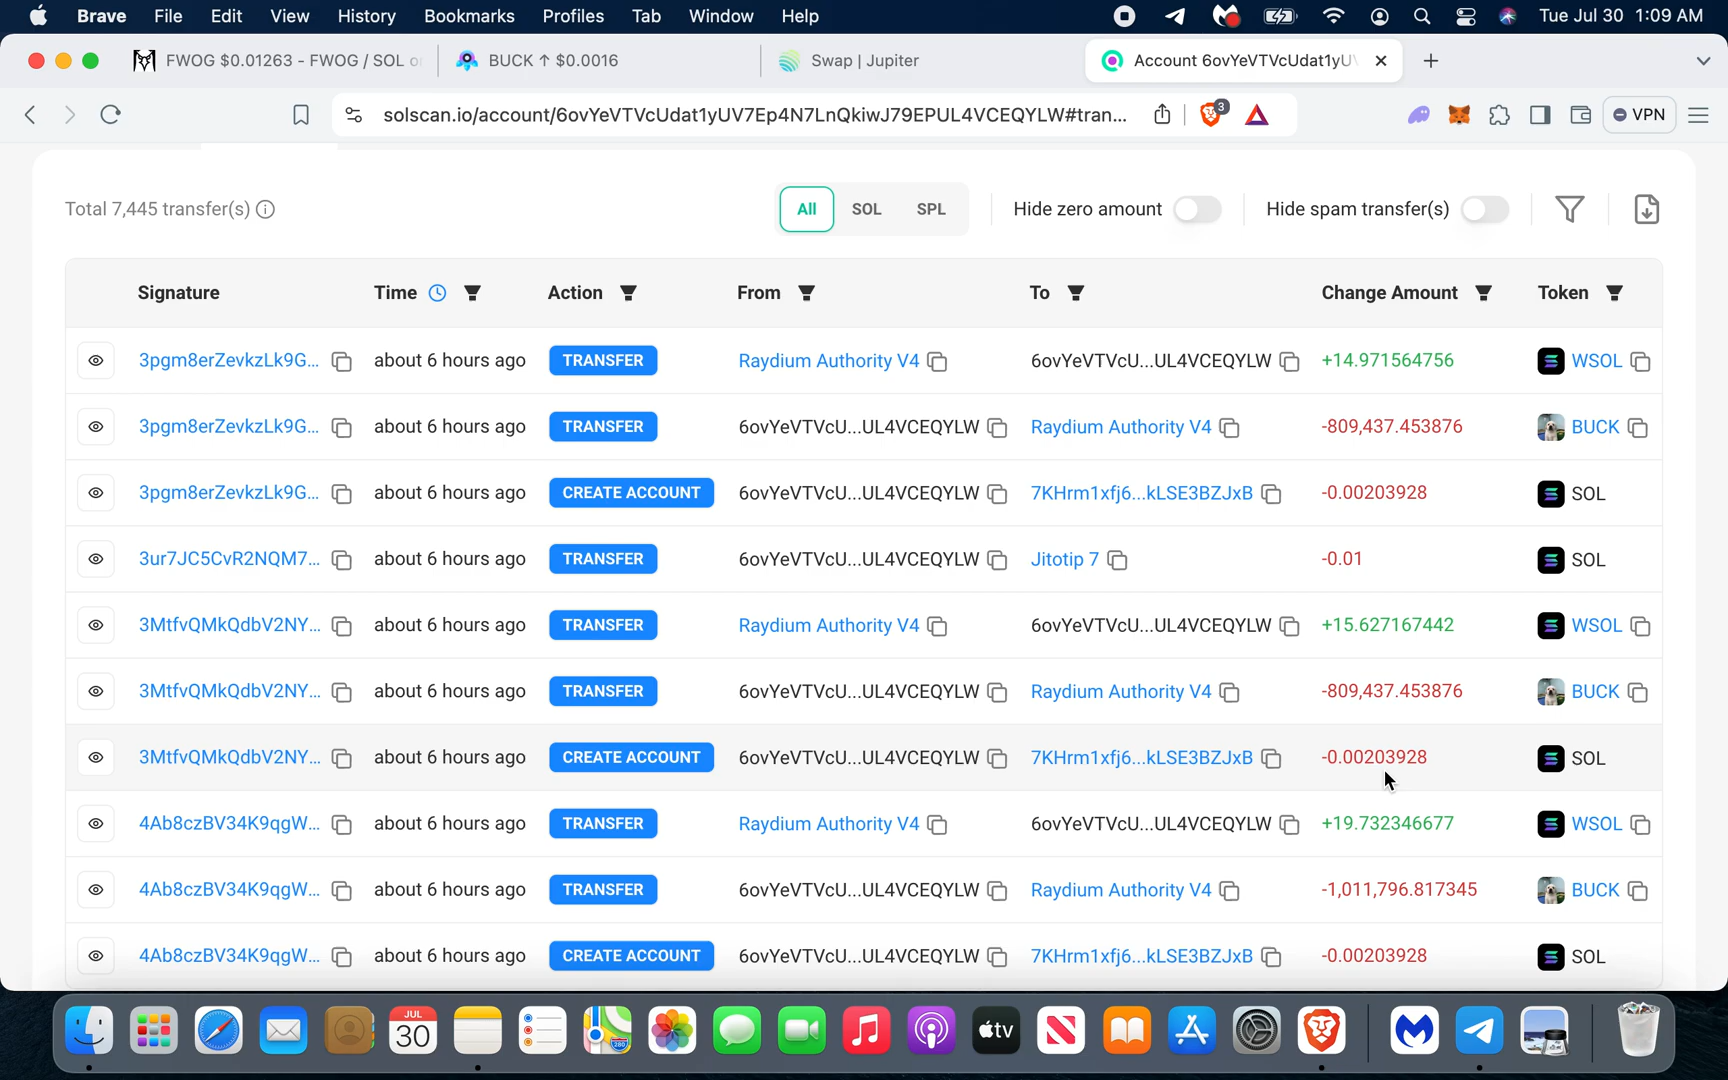 Brave File Edit View History Bookmarks Profiles Tab Window Help Tue Jul 30 1:09 AM
FWOG $0.01263 - FWOG / SOL o BUCK ↑ $0.0016 Swap | Jupiter Account 6ovYeVTVcUdat1yU
solscan.io/account/6ovYeVTVcUdat1yUV7Ep4N7LnQkiwJ79EPUL4VCEQYLW#tran... 3 VPN
Total 7,445 transfer(s) All SOL SPL Hide zero amount Hide spam transfer(s)
Signature Time Action From To Change Amount Token
3pgm8erZevkzLk9G... about 6 hours ago TRANSFER Raydium Authority V4 6ovYeVTVcU...UL4VCEQYLW +14.971564756 WSOL
3pgm8erZevkzLk9G... about 6 hours ago TRANSFER 6ovYeVTVcU...UL4VCEQYLW Raydium Authority V4 -809,437.453876 BUCK
3pgm8erZevkzLk9G... about 6 hours ago CREATE ACCOUNT 6ovYeVTVcU...UL4VCEQYLW 7KHrm1xfj6...kLSE3BZJxB -0.00203928 SOL
3ur7JC5CvR2NQM7... about 6 hours ago TRANSFER 6ovYeVTVcU...UL4VCEQYLW Jitotip 7 -0.01 SOL
3MtfvQMkQdbV2NY... about 6 hours ago TRANSFER Raydium Authority V4 6ovYeVTVcU...UL4VCEQYLW +15.627167442 WSOL
3MtfvQMkQdbV2NY... about 6 hours ago TRANSFER 6ovYeVTVcU...UL4VCEQYLW Raydium Authority V4 -809,437.453876 BUCK
3MtfvQMkQdbV2NY... about 6 hours ago CREATE ACCOUNT 6ovYeVTVcU...UL4VCEQYLW 7KHrm1xfj6...kLSE3BZJxB -0.00203928 SOL
4Ab8czBV34K9qgW... about 6 hours ago TRANSFER Raydium Authority V4 6ovYeVTVcU...UL4VCEQYLW +19.732346677 WSOL
4Ab8czBV34K9qgW... about 6 hours ago TRANSFER 6ovYeVTVcU...UL4VCEQYLW Raydium Authority V4 -1,011,796.817345 BUCK
4Ab8czBV34K9qgW... about 6 hours ago CREATE ACCOUNT 6ovYeVTVcU...UL4VCEQYLW 7KHrm1xfj6...kLSE3BZJxB -0.00203928 SOL
JUL
30 280 tv